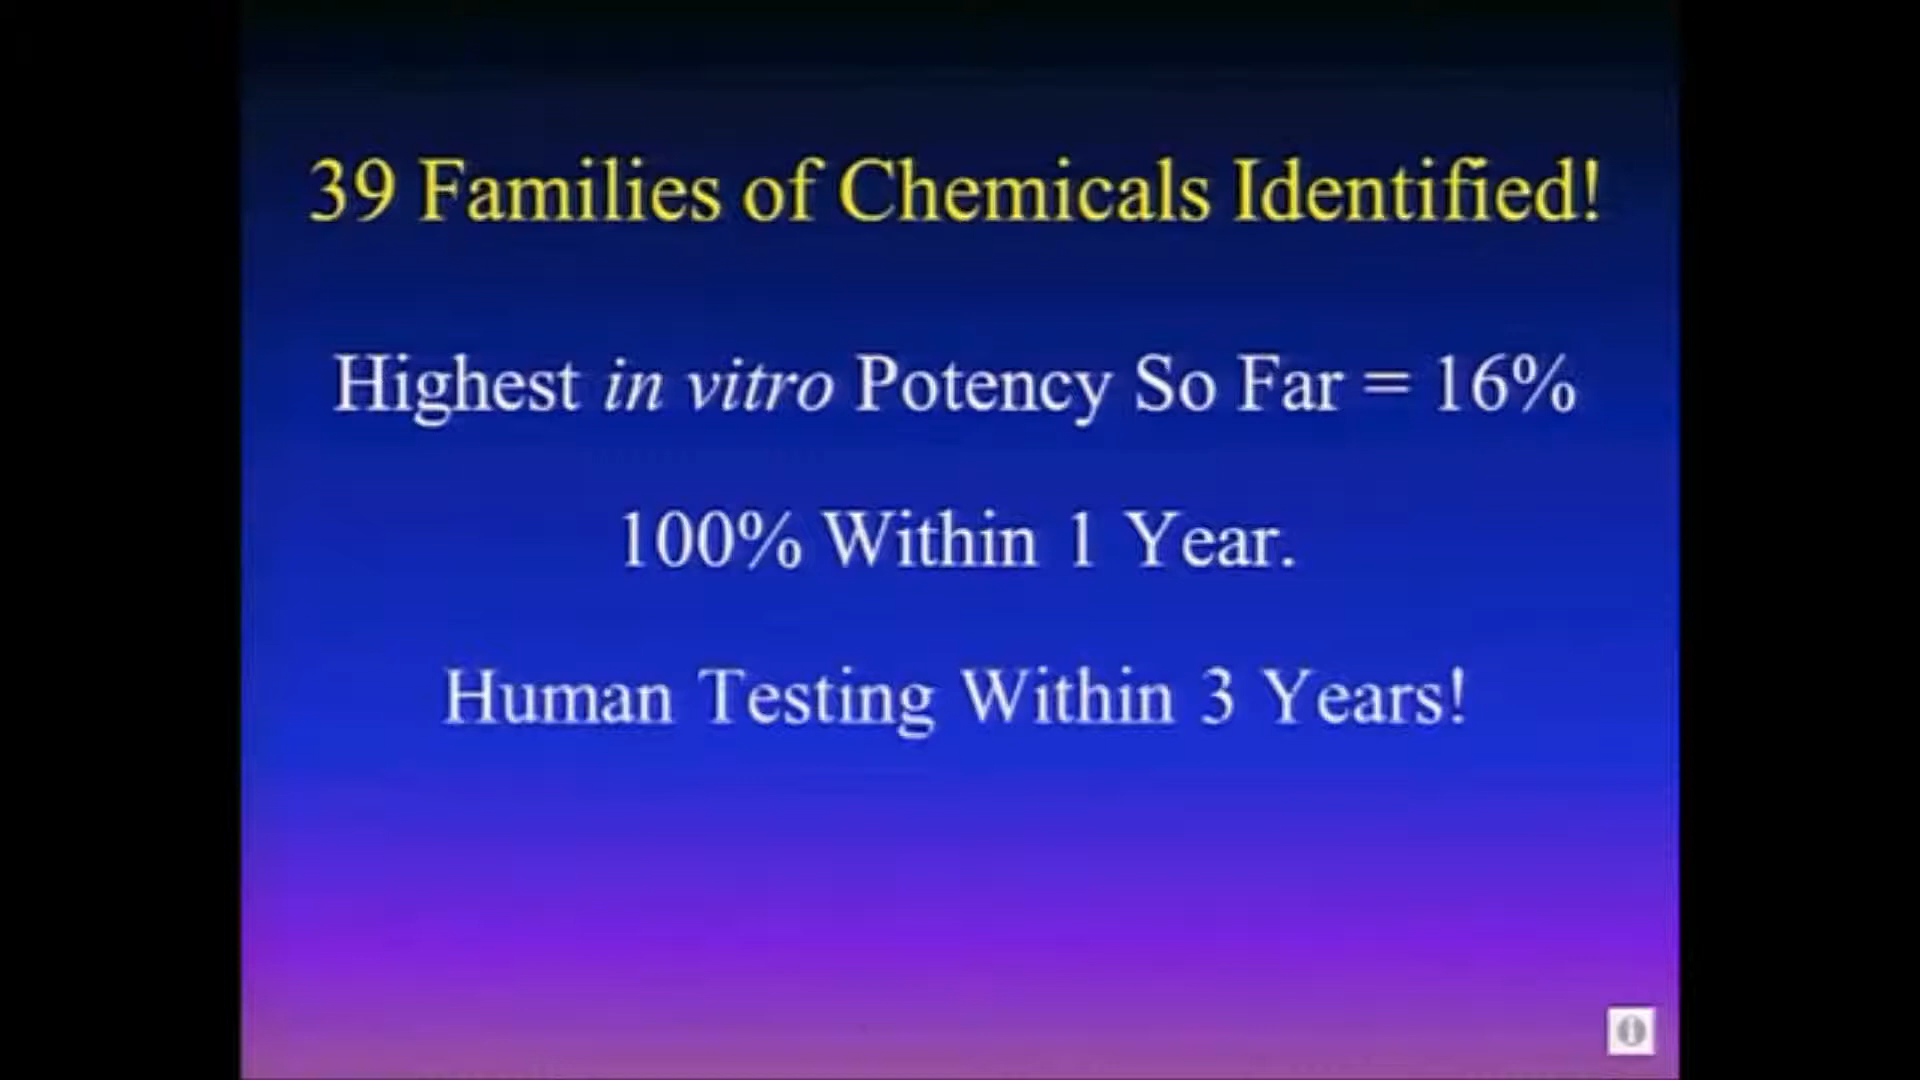 39 Families of Chemicals Identified!
Highest in vitro Potency So Far = 16%
100% Within 1 Year.
Human Testing Within 3 Years!